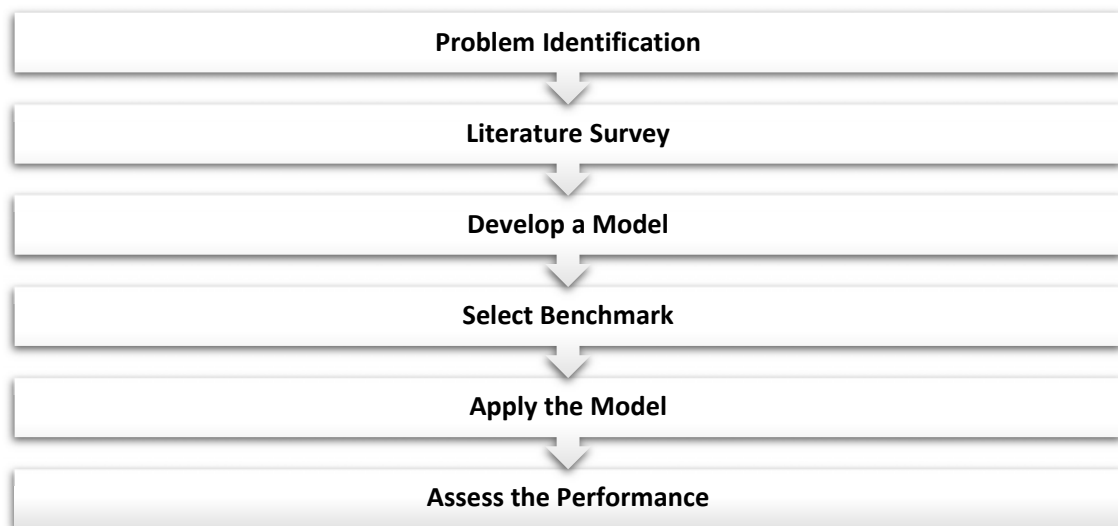 Problem Identification
Literature Survey
Develop a Model
Select Benchmark
Apply the Model
Assess the Performance